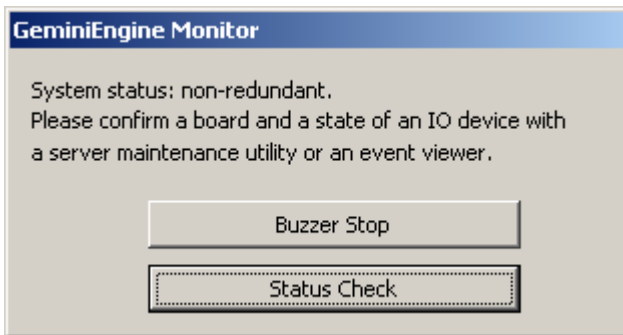 GeminiEngine Monitor
System status: non-redundant.
Please confirm a board and a state of an IO device with
a server maintenance utility or an event viewer.
Buzzer Stop
Status Check